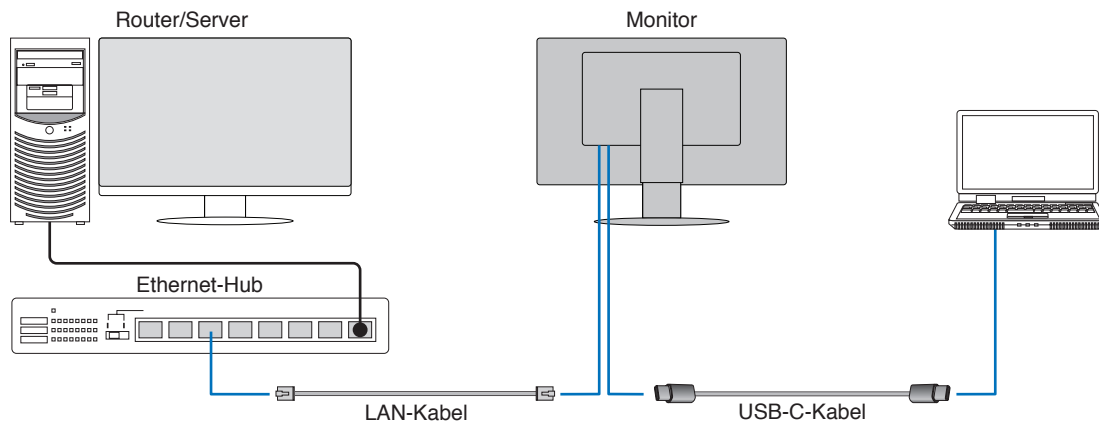 Router/Server
Monitor
Ethernet-Hub
LAN-Kabel
USB-C-Kabel